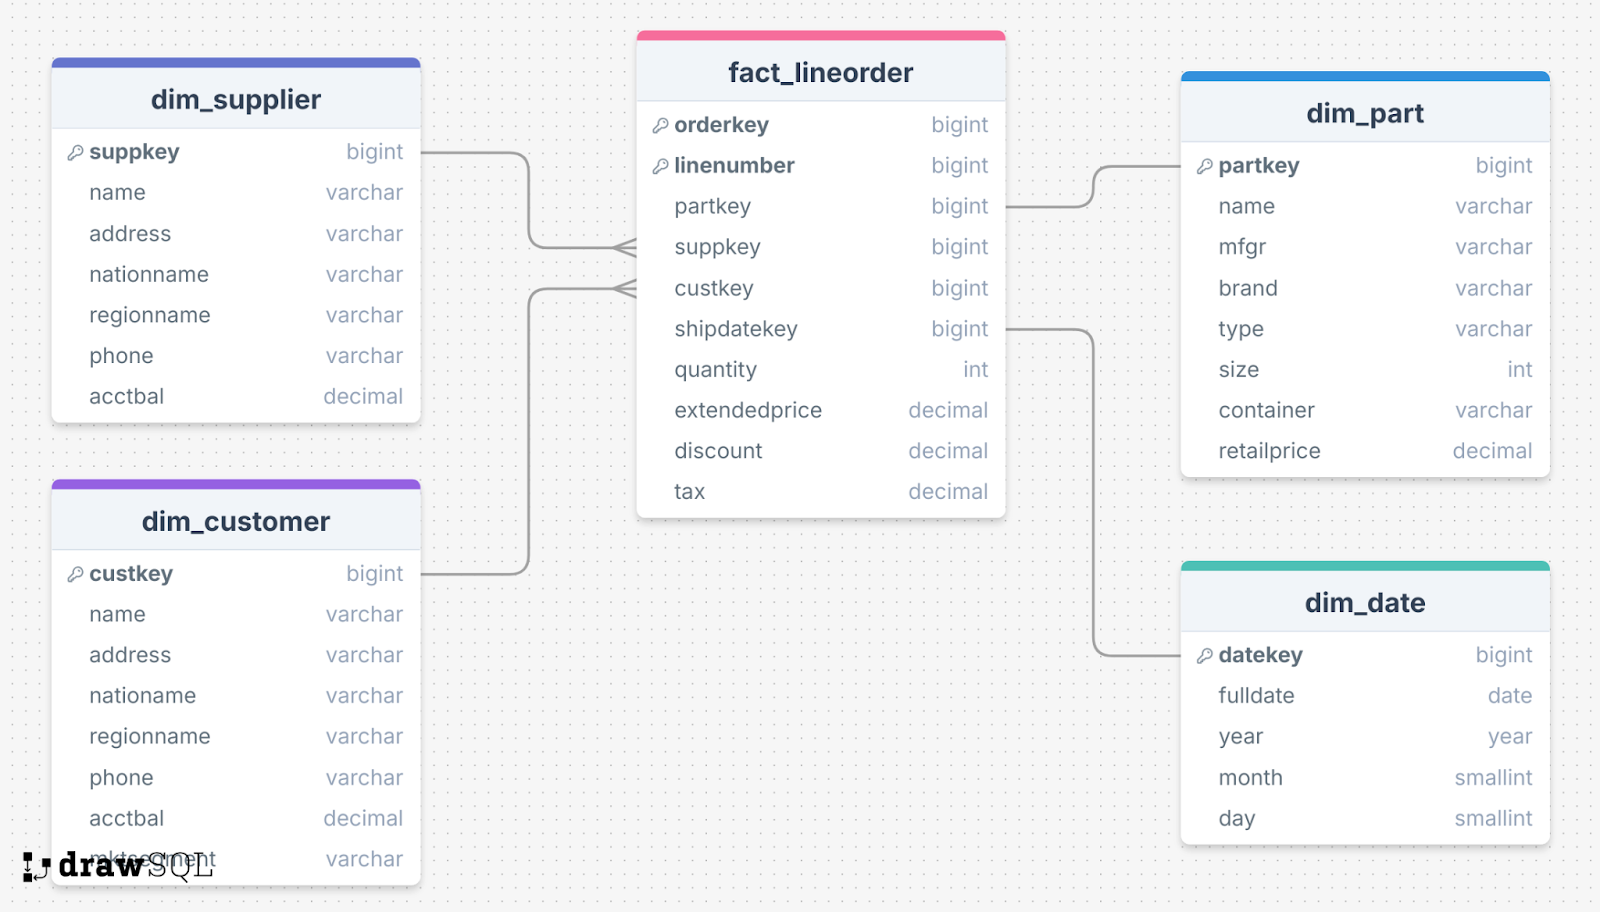 dim_supplier
suppkey bigint
name varchar
address varchar
nationname varchar
regionname varchar
phone varchar
acctbal decimal
dim_customer
custkey bigint
name varchar
address varchar
nationame varchar
regionname varchar
phone varchar
acctbal decimal
mktsegment varchar
drawSQL
fact_lineorder
orderkey bigint
linenumber bigint
partkey bigint
suppkey bigint
custkey bigint
shipdatekey bigint
quantity int
extendedprice decimal
discount decimal
tax decimal
dim_part
partkey bigint
name varchar
mfgr varchar
brand varchar
type varchar
size int
container varchar
retailprice decimal
dim_date
datekey bigint
fulldate date
year year
month smallint
day smallint